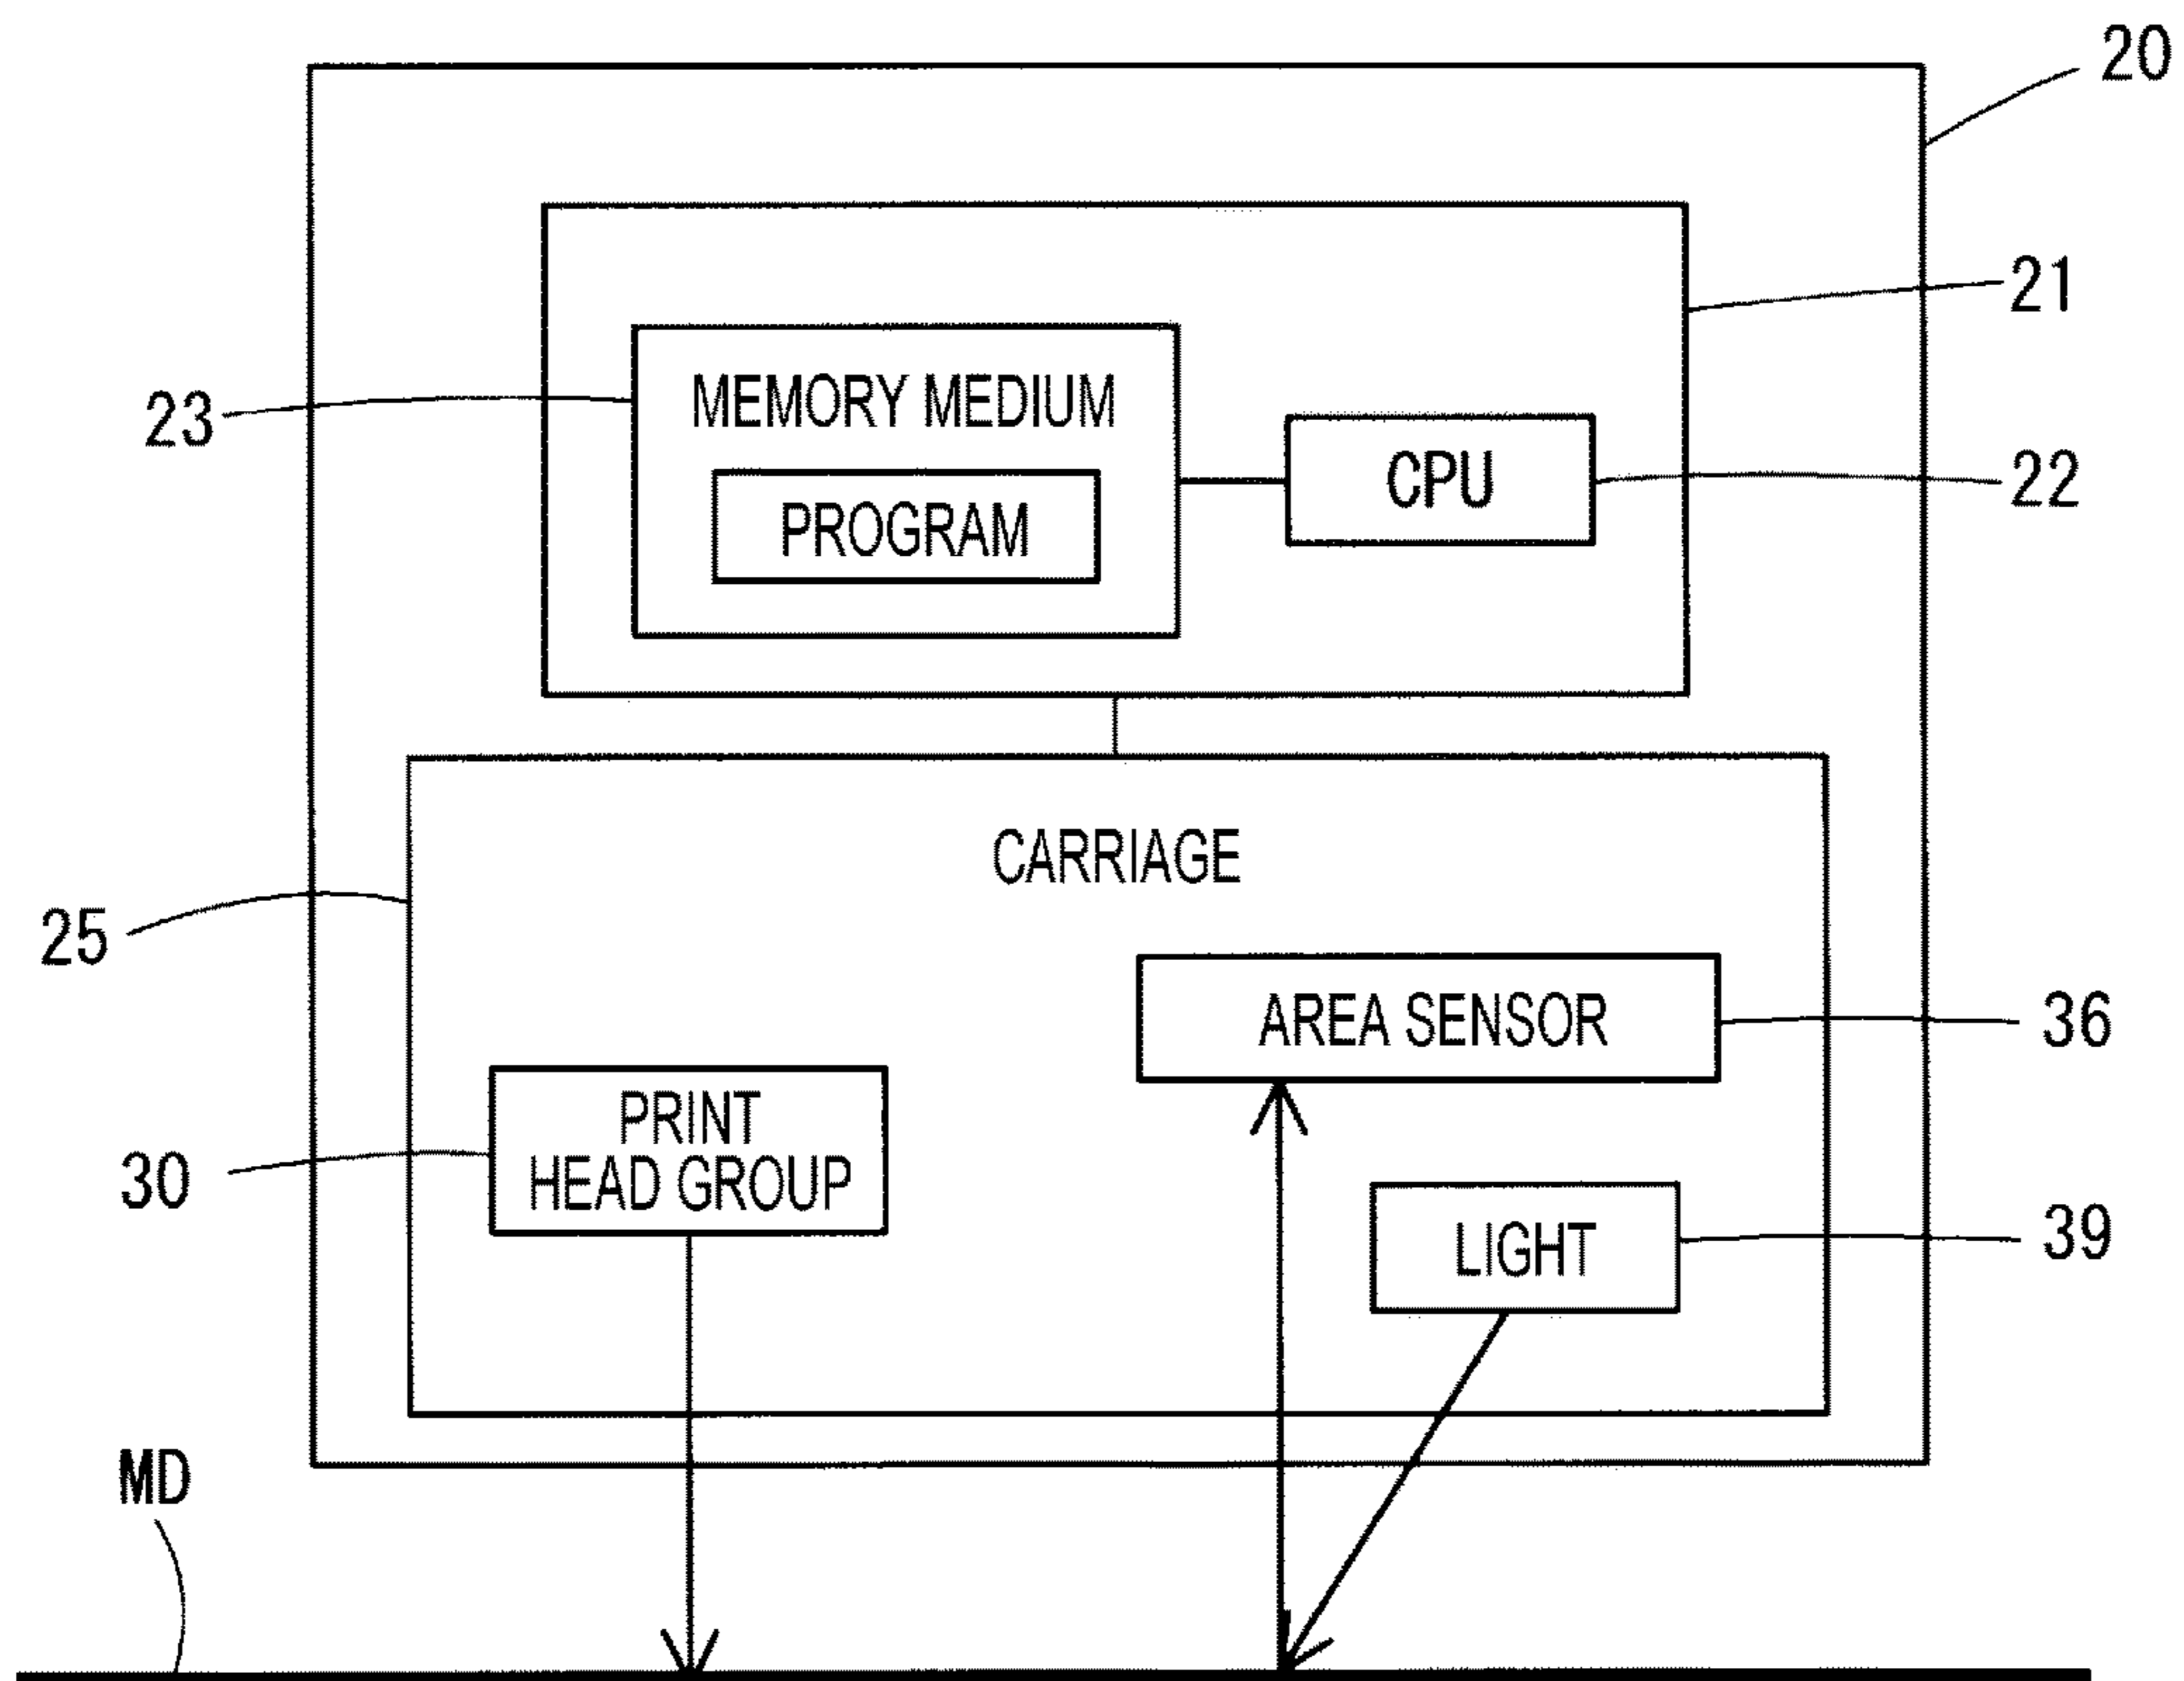 20
21
23
MEMORY MEDIUM
CPU
22
PROGRAM
CARRIAGE
25
AREA SENSOR
36
PRINT
HEAD GROUP
30
LIGHT
39
MD